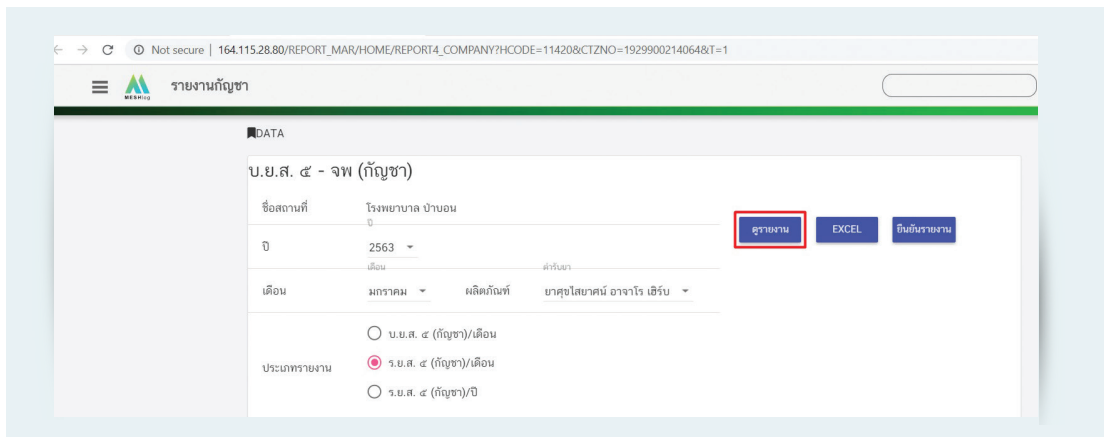 Not secure | 164.115.28.80/REPORT_MAR/HOME/REPORT4_COMPANY?HCODE=11420&CTZNO=1929900214064&T=1
MESHlog
รายงานกัญชา
DATA
บ.ย.ส. ๕ - จพ (กัญชา)
ชื่อสถานที่ โรงพยาบาล ป่าบอน
ดูรายงาน EXCEL ยืนยันรายงาน
ปี
ปี 2563
เดือน ตำรับยา
เดือน มกราคม ผลิตภัณฑ์ ยาศุขไสยาศน์ อาจาโร เฮิร์บ
บ.ย.ส. ๕ (กัญชา)/เดือน
ประเภทรายงาน ร.ย.ส. ๕ (กัญชา)/เดือน
ร.ย.ส. ๕ (กัญชา)/ปี